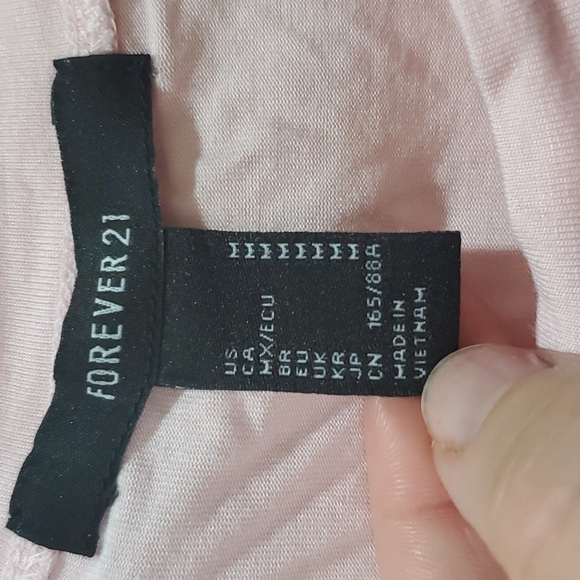 FOREVER 21
US M
CA M
MX/ECU M
BR M
EU M
UK M
KR M
JP M
CN 165/88A
MADE IN
VIETNAM